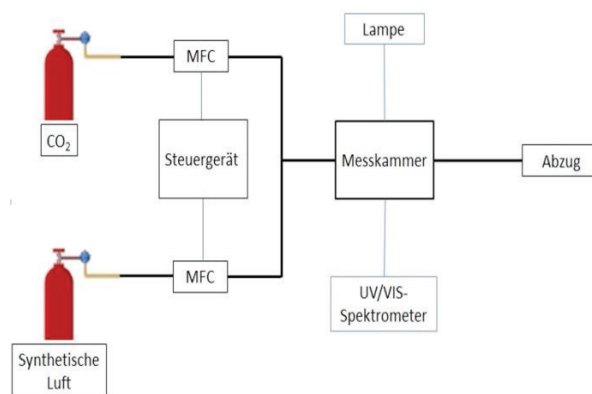 Lampe
MFC
CO₂
Steuergerät
Messkammer
Abzug
MFC
UV/VIS-
Spektrometer
Synthetische
Luft